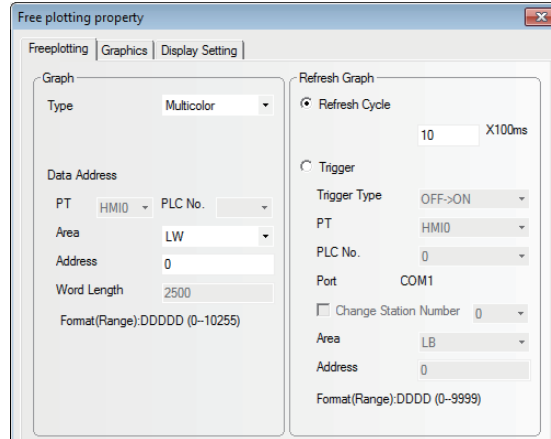 Free plotting property
Freeplotting Graphics Display Setting
Graph
Type Multicolor
Data Address
PT HMI0 PLC No.
Area LW
Address 0
Word Length 2500
Format(Range):DDDDD (0--10255)
Refresh Graph
Refresh Cycle
10 X100ms
Trigger
Trigger Type OFF->ON
PT HMI0
PLC No. 0
Port COM1
Change Station Number 0
Area LB
Address 0
Format(Range):DDDD (0--9999)